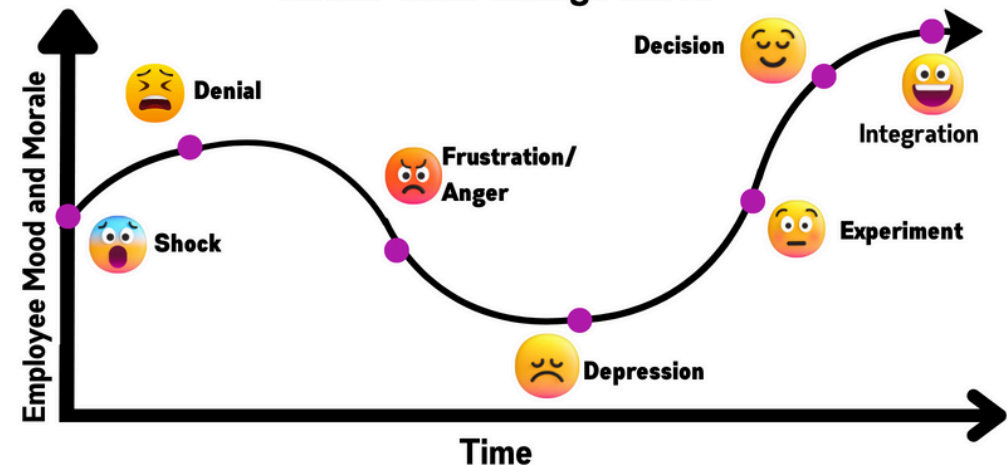 Decision
Denial
Integration
Frustration/
Anger
Shock
Experiment
Depression
Employee Mood and Morale
Time